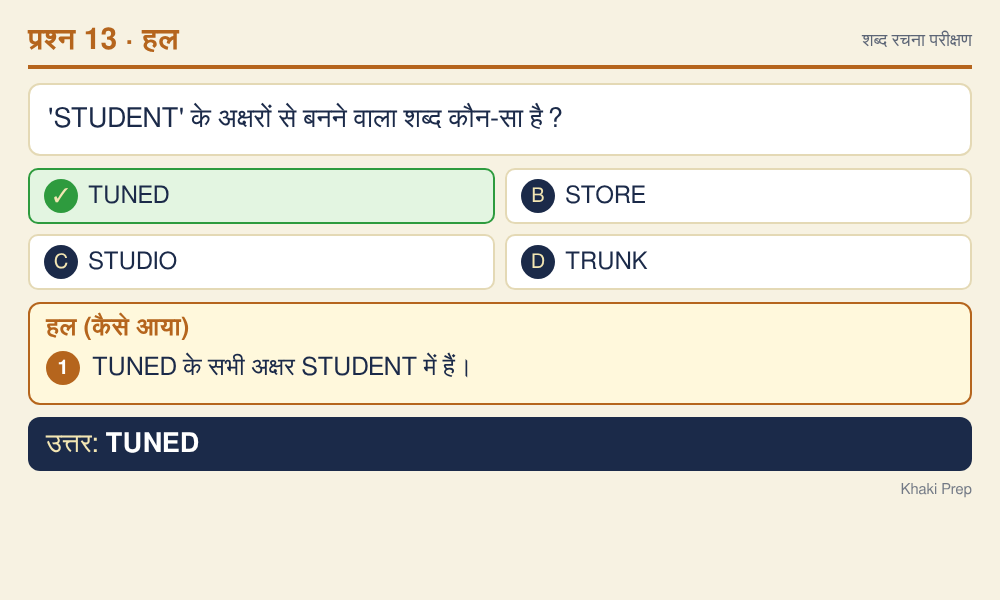 प्रश्न 13 · हल
शब्द रचना परीक्षण
'STUDENT' के अक्षरों से बनने वाला शब्द कौन-सा है ?
✓ TUNED
B STORE
C STUDIO
D TRUNK
हल (कैसे आया)
1 TUNED के सभी अक्षर STUDENT में हैं।
उत्तर: TUNED
Khaki Prep